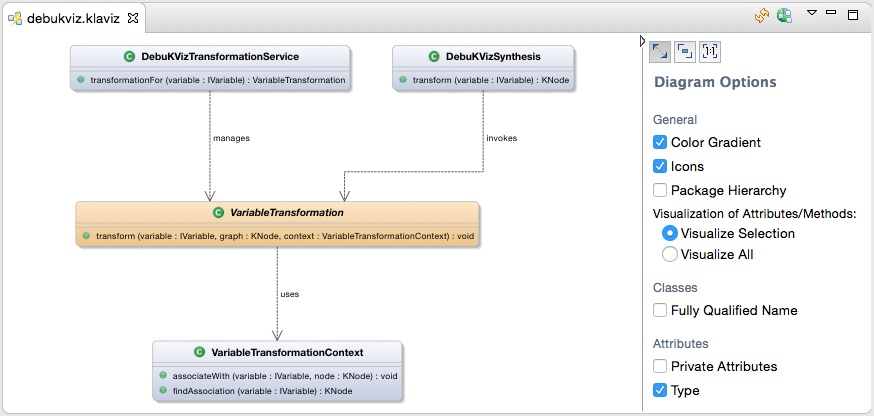 debukviz.klaviz
C DebuKVizTransformationService
transformationFor (variable : IVariable) : VariableTransformation
C DebuKVizSynthesis
transform (variable : IVariable) : KNode
manages
invokes
C VariableTransformation
transform (variable : IVariable, graph : KNode, context : VariableTransformationContext) : void
uses
C VariableTransformationContext
associateWith (variable : IVariable, node : KNode) : void
findAssociation (variable : IVariable) : KNode
[1:1]
Diagram Options
General
Color Gradient
Icons
Package Hierarchy
Visualization of Attributes/Methods:
Visualize Selection
Visualize All
Classes
Fully Qualified Name
Attributes
Private Attributes
Type